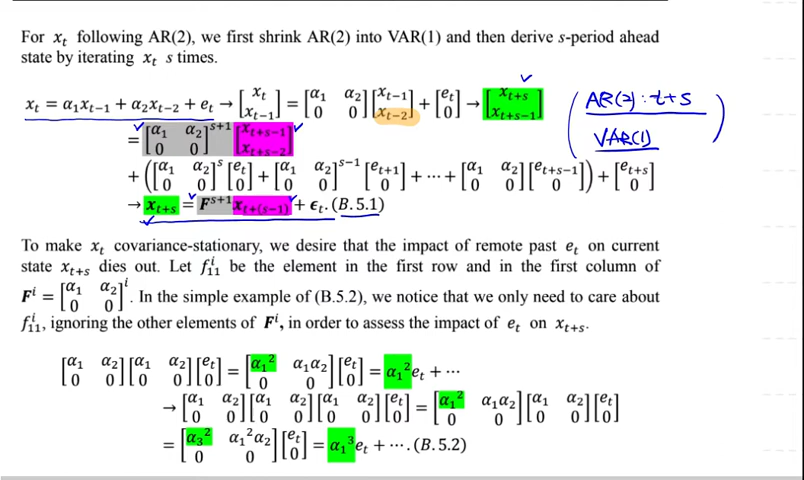 For x_t following AR(2), we first shrink AR(2) into VAR(1) and then derive s-period ahead
state by iterating x_t s times.
x_t = α_1x_{t−1} + α_2x_{t−2} + e_t → [x_t; x_{t−1}] = [α_1 α_2; 0 0][x_{t−1}; x_{t−2}] + [e_t; 0] → [x_{t+s}; x_{t+s−1}]
(AR(2) : t+s
VAR(1))
= [α_1 α_2; 0 0]^{s+1}[x_{t+s−1}; x_{t+s−2}]
+ ([α_1 α_2; 0 0]^s[e_t; 0] + [α_1 α_2; 0 0]^{s−1}[e_{t+1}; 0] + ⋯ + [α_1 α_2; 0 0][e_{t+s−1}; 0]) + [e_{t+s}; 0]
→ x_{t+s} = F^{s+1}x_{t+(s−1)} + ϵ_t. (B.5.1)
To make x_t covariance-stationary, we desire that the impact of remote past e_t on current
state x_{t+s} dies out. Let f_{11}^i be the element in the first row and in the first column of
F^i = [α_1 α_2; 0 0]^i. In the simple example of (B.5.2), we notice that we only need to care about
f_{11}^i, ignoring the other elements of F^i, in order to assess the impact of e_t on x_{t+s}.
[α_1 α_2; 0 0][α_1 α_2; 0 0][e_t; 0] = [α_1^2 α_1α_2; 0 0][e_t; 0] = α_1^2e_t + ⋯
→ [α_1 α_2; 0 0][α_1 α_2; 0 0][α_1 α_2; 0 0][e_t; 0] = [α_1^2 α_1α_2; 0 0][α_1 α_2; 0 0][e_t; 0]
= [α_3^2 α_1^2α_2; 0 0][e_t; 0] = α_1^3e_t + ⋯. (B.5.2)